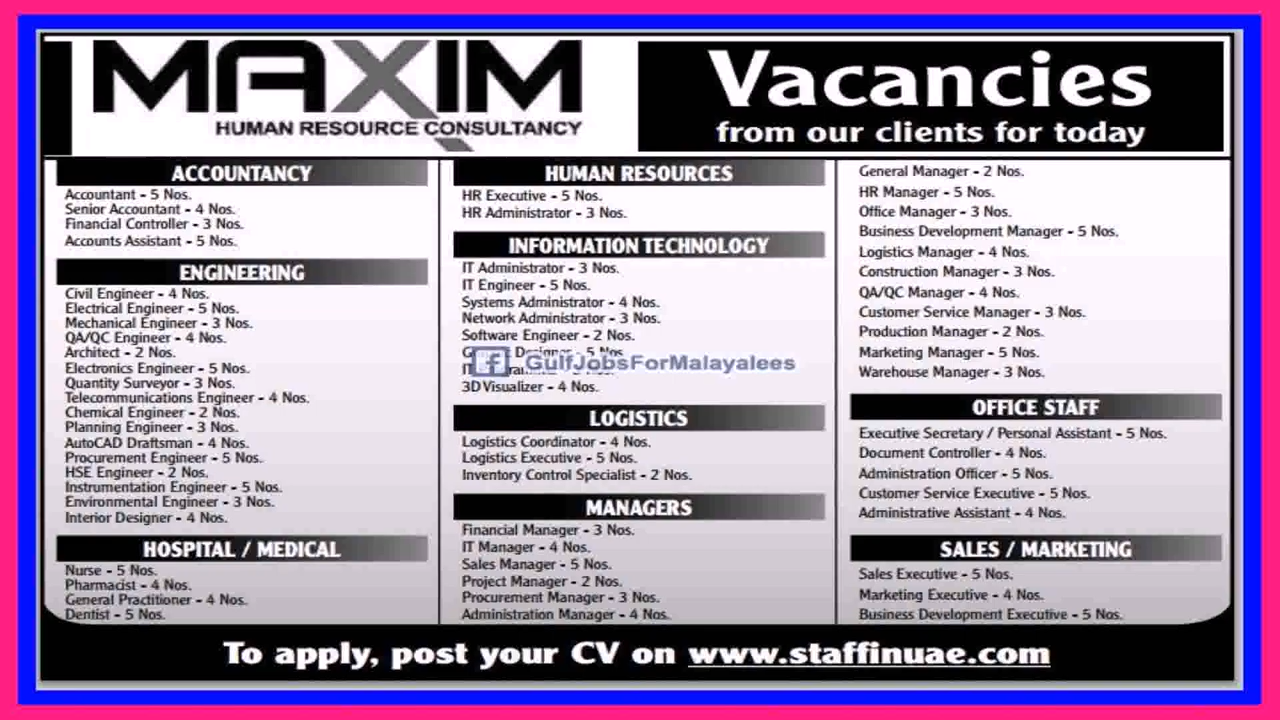 MAXIM
HUMAN RESOURCE CONSULTANCY
Vacancies
from our clients for today
ACCOUNTANCY
Accountant - 5 Nos.
Senior Accountant - 4 Nos.
Financial Controller - 3 Nos.
Accounts Assistant - 5 Nos.
ENGINEERING
Civil Engineer - 4 Nos.
Electrical Engineer - 5 Nos.
Mechanical Engineer - 3 Nos.
QA/QC Engineer - 4 Nos.
Architect - 2 Nos.
Electronics Engineer - 5 Nos.
Quantity Surveyor - 3 Nos.
Telecommunications Engineer - 4 Nos.
Chemical Engineer - 2 Nos.
Planning Engineer - 3 Nos.
AutoCAD Draftsman - 4 Nos.
Procurement Engineer - 5 Nos.
HSE Engineer - 2 Nos.
Instrumentation Engineer - 5 Nos.
Environmental Engineer - 3 Nos.
Interior Designer - 4 Nos.
HOSPITAL / MEDICAL
Nurse - 5 Nos.
Pharmacist - 4 Nos.
General Practitioner - 4 Nos.
Dentist - 5 Nos.
HUMAN RESOURCES
HR Executive - 5 Nos.
HR Administrator - 3 Nos.
INFORMATION TECHNOLOGY
IT Administrator - 3 Nos.
IT Engineer - 5 Nos.
Systems Administrator - 4 Nos.
Network Administrator - 3 Nos.
Software Engineer - 2 Nos.
Designer - 5 Nos.
GulfJobsForMalayalees
3D Visualizer - 4 Nos.
LOGISTICS
Logistics Coordinator - 4 Nos.
Logistics Executive - 5 Nos.
Inventory Control Specialist - 2 Nos.
MANAGERS
Financial Manager - 3 Nos.
IT Manager - 4 Nos.
Sales Manager - 5 Nos.
Project Manager - 2 Nos.
Procurement Manager - 3 Nos.
Administration Manager - 4 Nos.
General Manager - 2 Nos.
HR Manager - 5 Nos.
Office Manager - 3 Nos.
Business Development Manager - 5 Nos.
Logistics Manager - 4 Nos.
Construction Manager - 3 Nos.
QA/QC Manager - 4 Nos.
Customer Service Manager - 3 Nos.
Production Manager - 2 Nos.
Marketing Manager - 5 Nos.
Warehouse Manager - 3 Nos.
OFFICE STAFF
Executive Secretary / Personal Assistant - 5 Nos.
Document Controller - 4 Nos.
Administration Officer - 5 Nos.
Customer Service Executive - 5 Nos.
Administrative Assistant - 4 Nos.
SALES / MARKETING
Sales Executive - 5 Nos.
Marketing Executive - 4 Nos.
Business Development Executive - 5 Nos.
To apply, post your CV on www.staffinuae.com